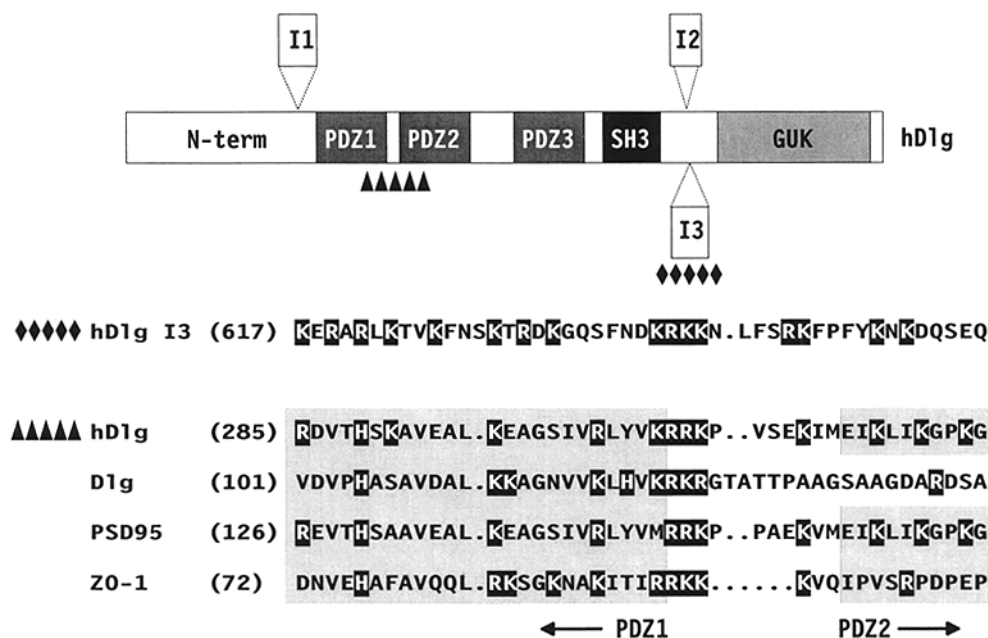 I1 I2
N-term PDZ1 PDZ2 PDZ3 SH3 GUK hDlg
I3
hDlg I3 (617) KERARLKTVKFNSKTRDKGQSFNDKRKKN.LFSRKFPFYKNKDQSEQ
hDlg (285) RDVTHSKAVEAL.KEAGSIVRLYVKRRKP..VSEKIMEIKLIKGPKG
Dlg (101) VDVPHASAVDAL.KKAGNVVKLHVKRKRGTATTPAAGSAAGDARDSA
PSD95 (126) REVTHSAAVEAL.KEAGSIVRLYVMRRKP..PAEKVMEIKLIKGPKG
ZO-1 (72) DNVEHAFAVQQL.RKSGKNAKITIRRKK......KVQIPVSRPDPEP
PDZ1 PDZ2